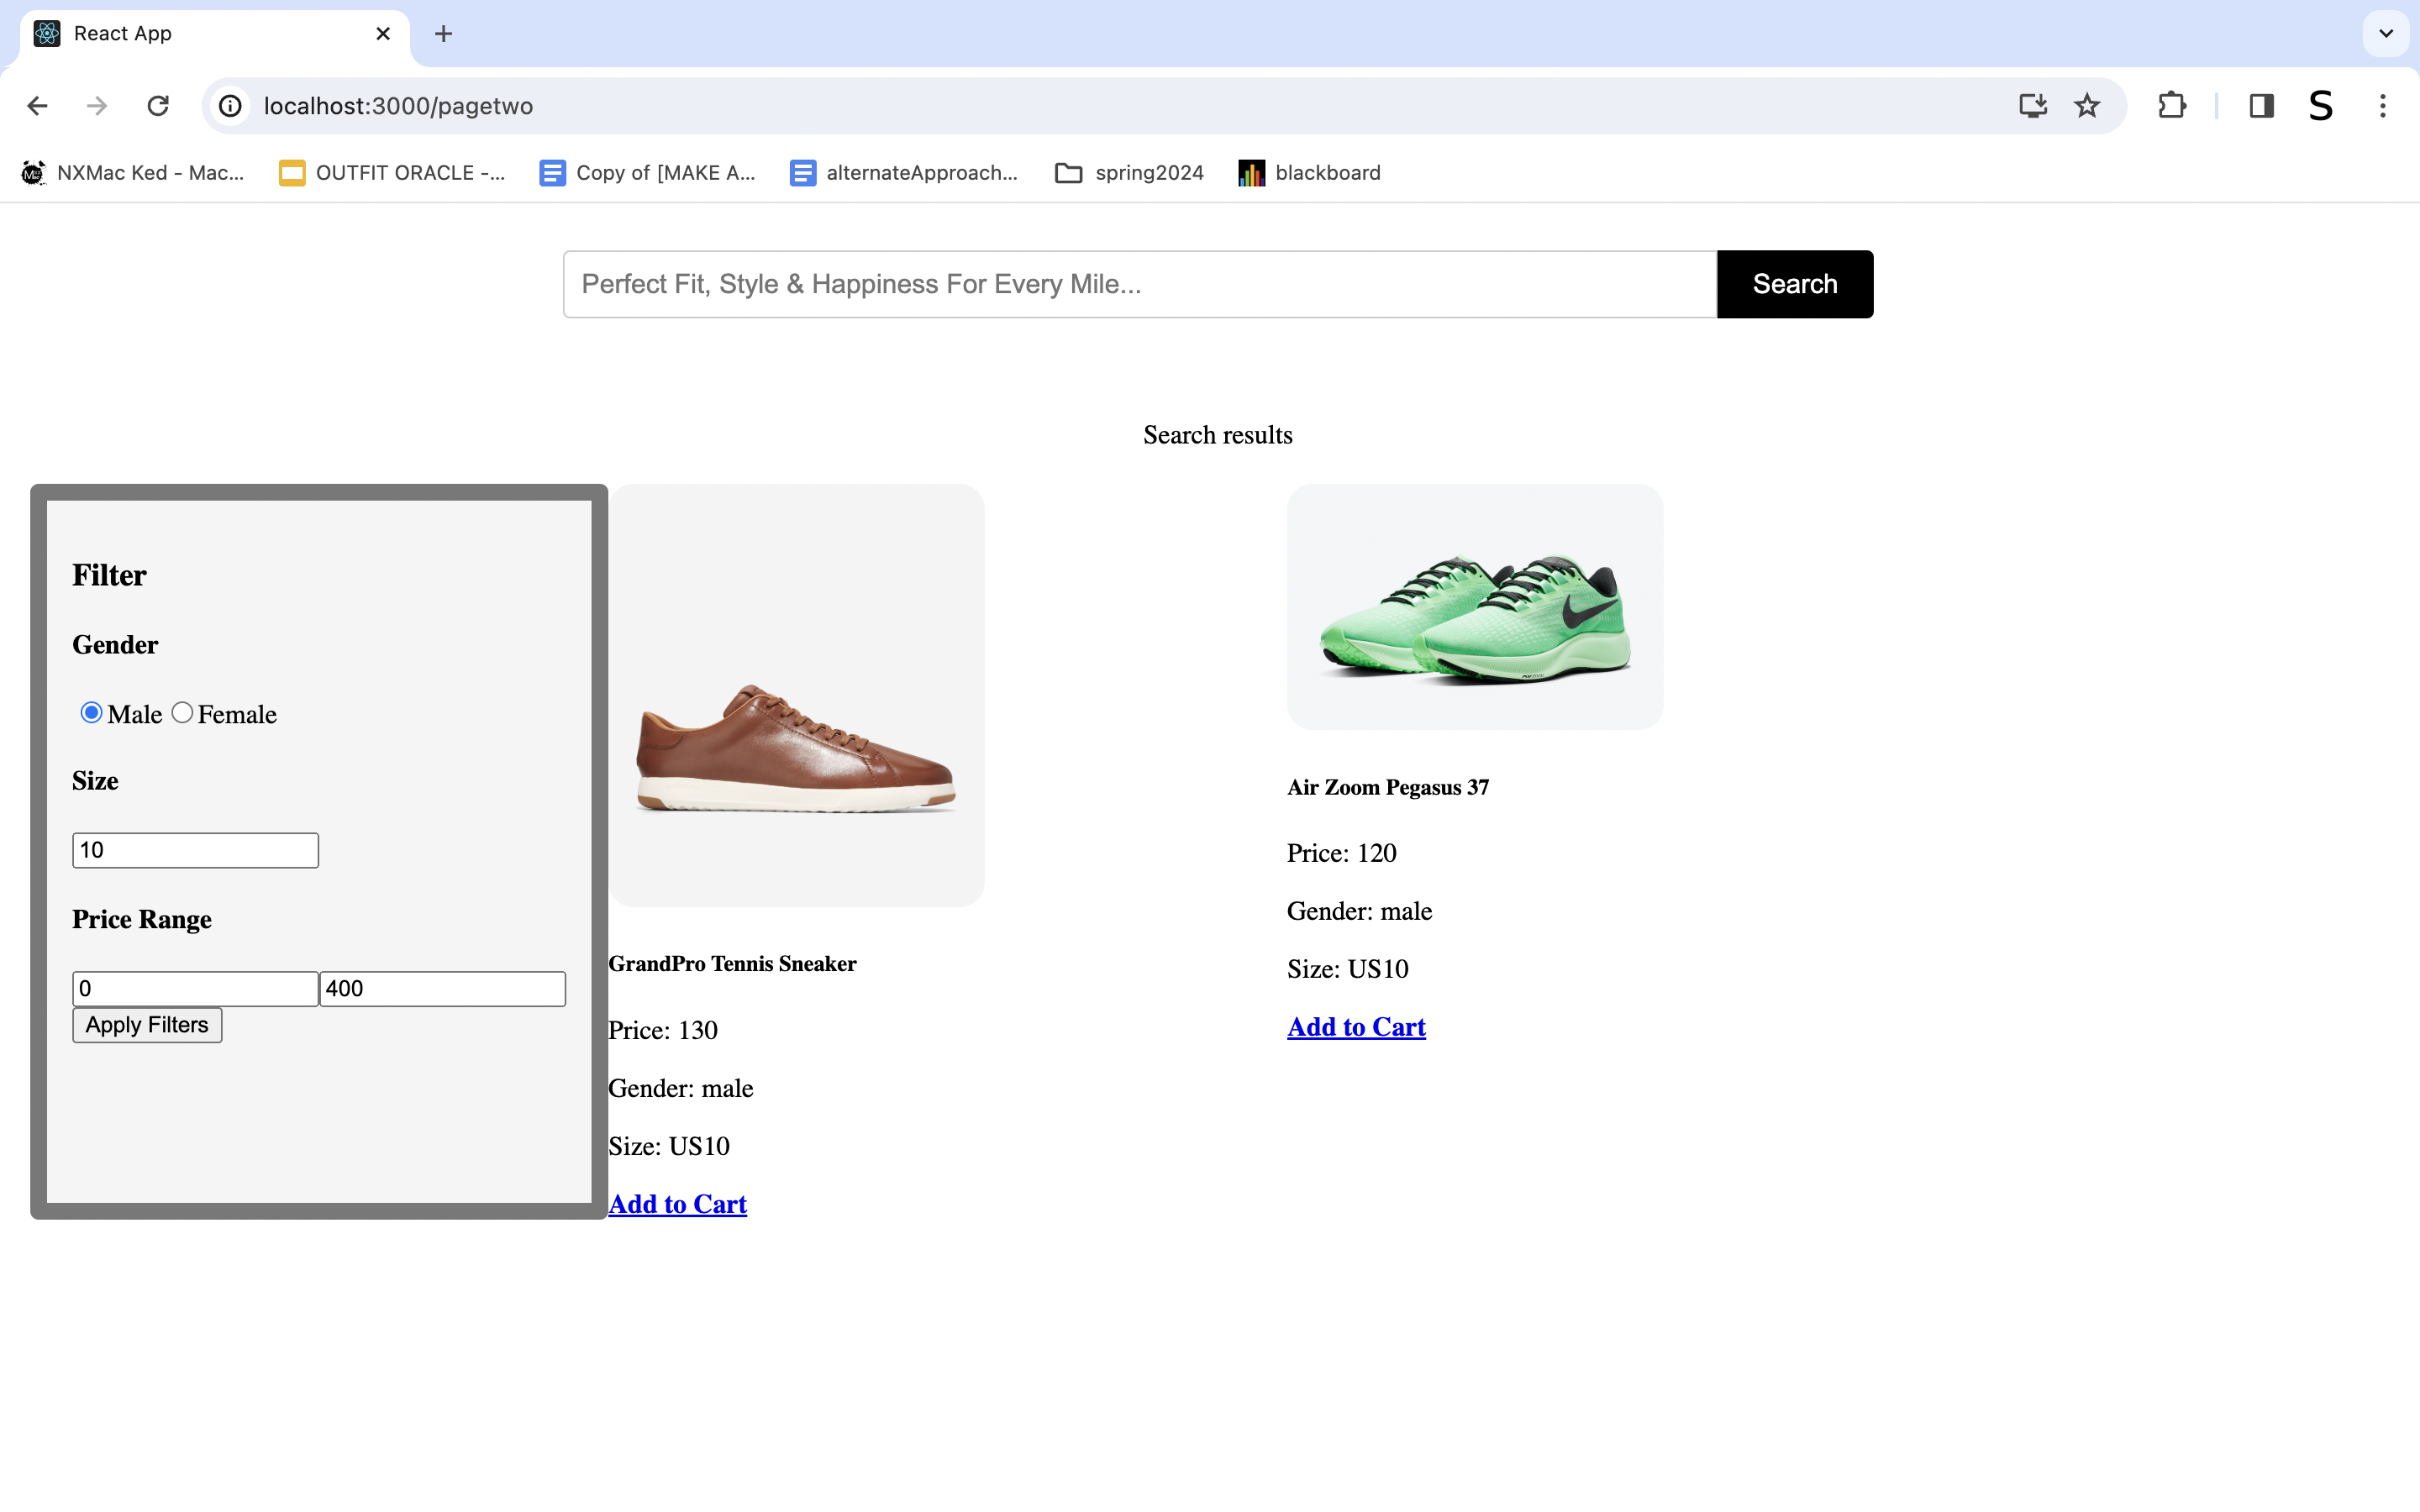 React App
localhost:3000/pagetwo
S
NXMac Ked - Mac...
OUTFIT ORACLE -...
Copy of [MAKE A...
alternateApproach...
spring2024
blackboard
Perfect Fit, Style & Happiness For Every Mile...
Search
Search results
Filter
Gender
Male Female
Size
10
Price Range
0 400
Apply Filters
GrandPro Tennis Sneaker
Price: 130
Gender: male
Size: US10
Add to Cart
Air Zoom Pegasus 37
Price: 120
Gender: male
Size: US10
Add to Cart